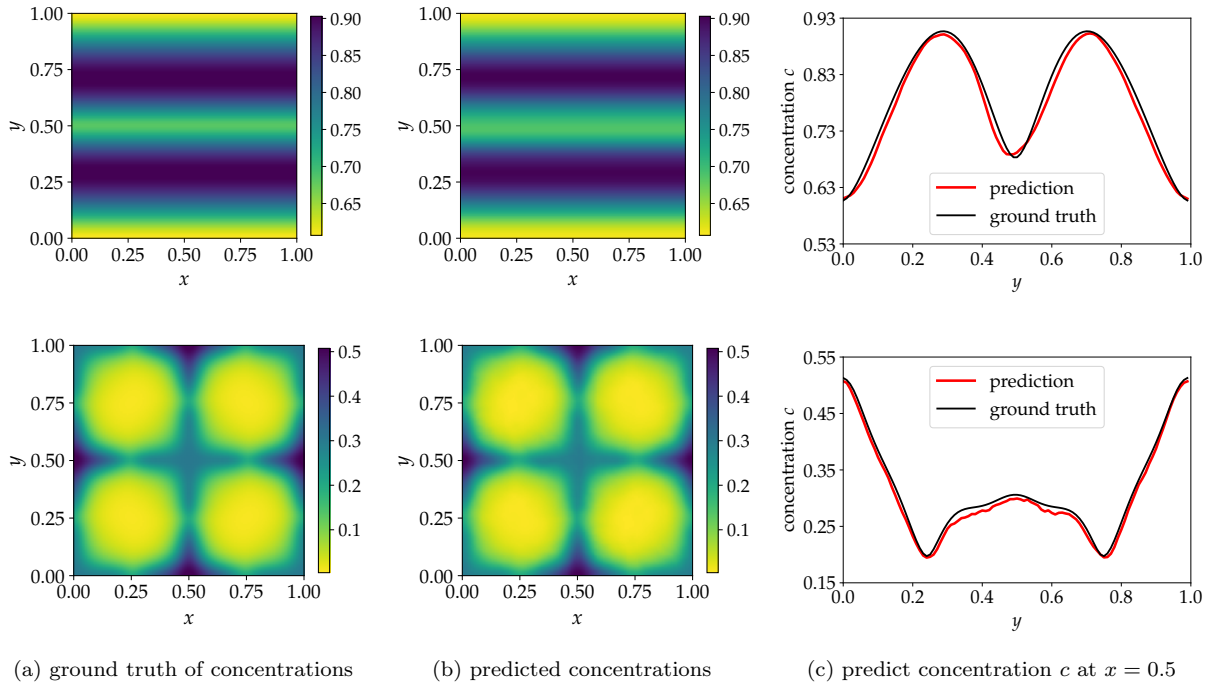 1.00
0.75
0.50
0.25
0.00
y
0.00 0.25 0.50 0.75 1.00
x
0.90
0.85
0.80
0.75
0.70
0.65
1.00
0.75
0.50
0.25
0.00
y
0.00 0.25 0.50 0.75 1.00
x
0.90
0.85
0.80
0.75
0.70
0.65
0.93
0.83
0.73
0.63
0.53
concentration c
prediction
ground truth
0.0 0.2 0.4 0.6 0.8 1.0
y
1.00
0.75
0.50
0.25
0.00
y
0.00 0.25 0.50 0.75 1.00
x
0.5
0.4
0.3
0.2
0.1
1.00
0.75
0.50
0.25
0.00
y
0.00 0.25 0.50 0.75 1.00
x
0.5
0.4
0.3
0.2
0.1
0.55
0.45
0.35
0.25
0.15
concentration c
prediction
ground truth
0.0 0.2 0.4 0.6 0.8 1.0
y
(a) ground truth of concentrations
(b) predicted concentrations
(c) predict concentration c at x = 0.5